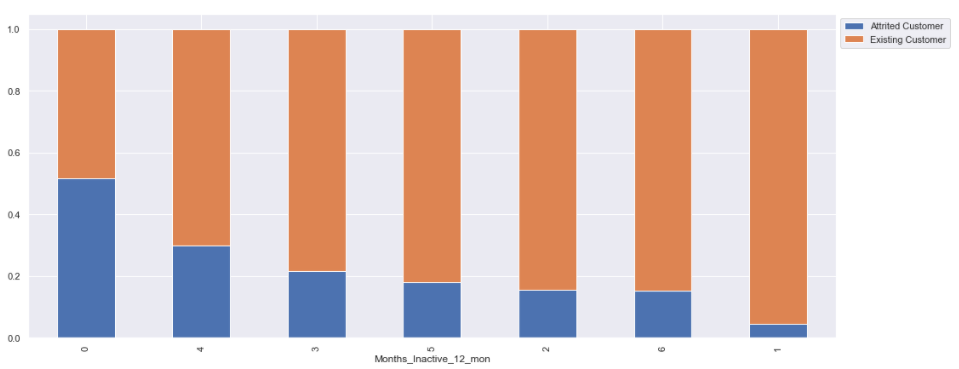 1.0
0.8
0.6
0.4
0.2
0.0
0 4 3 5 2 6 1
Months_Inactive_12_mon
Attrited Customer
Existing Customer